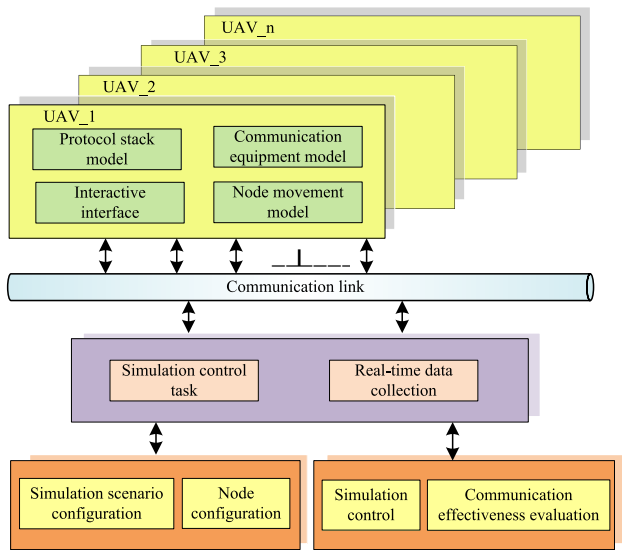 UAV_n
UAV_3
UAV_2
UAV_1
Protocol stack
model
Communication
equipment model
Interactive
interface
Node movement
model
Communication link
Simulation control
task
Real-time data
collection
Simulation scenario
configuration
Node
configuration
Simulation
control
Communication
effectiveness evaluation